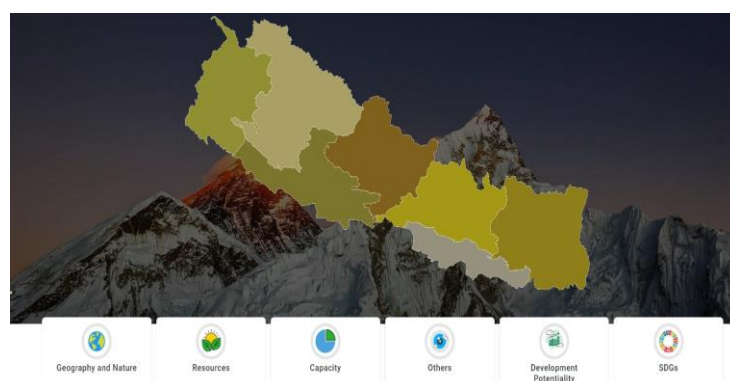 Geography and Nature
Resources
Capacity
Others
Development
Potentiality
SDGs